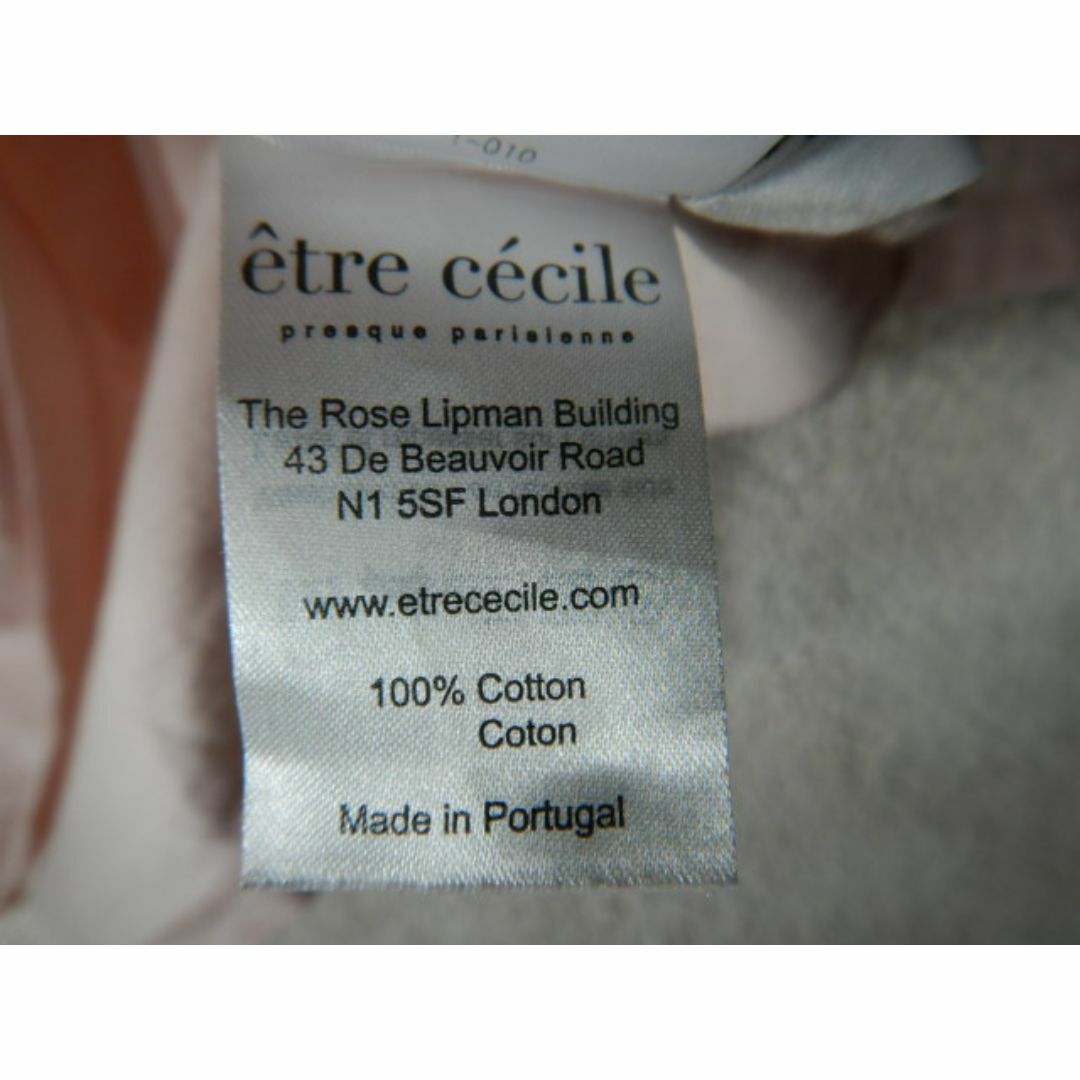 -010
être cécile
presque parisienne
The Rose Lipman Building
43 De Beauvoir Road
N1 5SF London
www.etrececile.com
100% Cotton
Coton
Made in Portugal